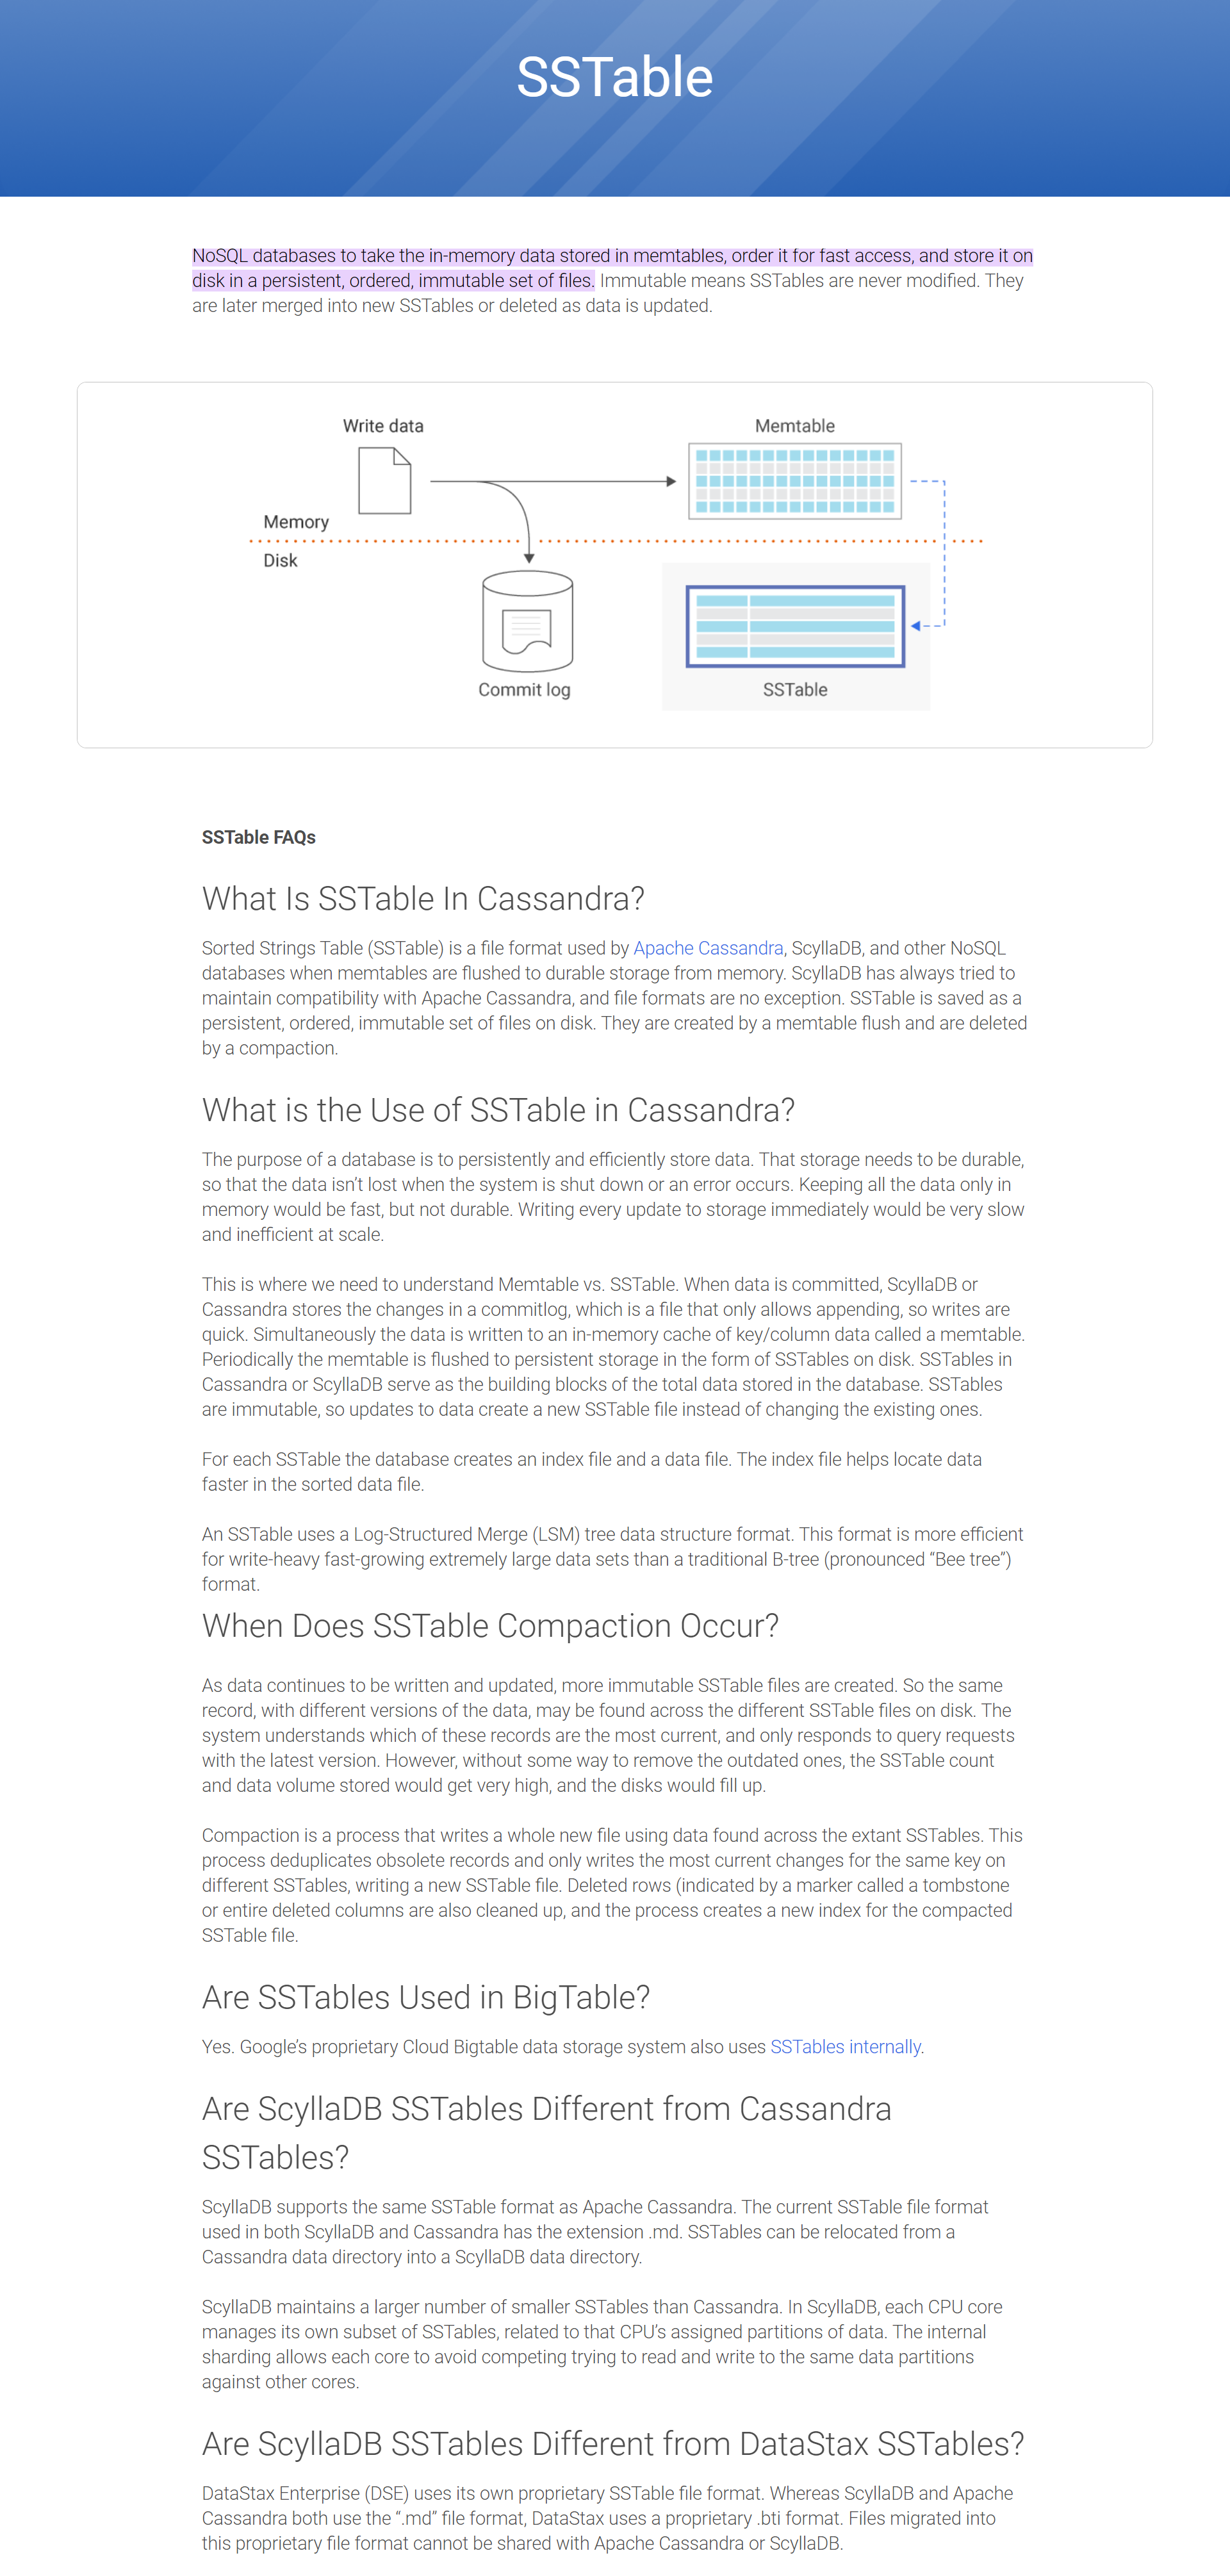 SSTable
NoSQL databases to take the in-memory data stored in memtables, order it for fast access, and store it on
disk in a persistent, ordered, immutable set of files. Immutable means SSTables are never modified. They
are later merged into new SSTables or deleted as data is updated.
Write data
Memtable
Memory
Disk
Commit log
SSTable
SSTable FAQs
What Is SSTable In Cassandra?
Sorted Strings Table (SSTable) is a file format used by Apache Cassandra, ScyllaDB, and other NoSQL
databases when memtables are flushed to durable storage from memory. ScyllaDB has always tried to
maintain compatibility with Apache Cassandra, and file formats are no exception. SSTable is saved as a
persistent, ordered, immutable set of files on disk. They are created by a memtable flush and are deleted
by a compaction.
What is the Use of SSTable in Cassandra?
The purpose of a database is to persistently and efficiently store data. That storage needs to be durable,
so that the data isn’t lost when the system is shut down or an error occurs. Keeping all the data only in
memory would be fast, but not durable. Writing every update to storage immediately would be very slow
and inefficient at scale.
This is where we need to understand Memtable vs. SSTable. When data is committed, ScyllaDB or
Cassandra stores the changes in a commitlog, which is a file that only allows appending, so writes are
quick. Simultaneously the data is written to an in-memory cache of key/column data called a memtable.
Periodically the memtable is flushed to persistent storage in the form of SSTables on disk. SSTables in
Cassandra or ScyllaDB serve as the building blocks of the total data stored in the database. SSTables
are immutable, so updates to data create a new SSTable file instead of changing the existing ones.
For each SSTable the database creates an index file and a data file. The index file helps locate data
faster in the sorted data file.
An SSTable uses a Log-Structured Merge (LSM) tree data structure format. This format is more efficient
for write-heavy fast-growing extremely large data sets than a traditional B-tree (pronounced “Bee tree”)
format.
When Does SSTable Compaction Occur?
As data continues to be written and updated, more immutable SSTable files are created. So the same
record, with different versions of the data, may be found across the different SSTable files on disk. The
system understands which of these records are the most current, and only responds to query requests
with the latest version. However, without some way to remove the outdated ones, the SSTable count
and data volume stored would get very high, and the disks would fill up.
Compaction is a process that writes a whole new file using data found across the extant SSTables. This
process deduplicates obsolete records and only writes the most current changes for the same key on
different SSTables, writing a new SSTable file. Deleted rows (indicated by a marker called a tombstone
or entire deleted columns are also cleaned up, and the process creates a new index for the compacted
SSTable file.
Are SSTables Used in BigTable?
Yes. Google’s proprietary Cloud Bigtable data storage system also uses SSTables internally.
Are ScyllaDB SSTables Different from Cassandra
SSTables?
ScyllaDB supports the same SSTable format as Apache Cassandra. The current SSTable file format
used in both ScyllaDB and Cassandra has the extension .md. SSTables can be relocated from a
Cassandra data directory into a ScyllaDB data directory.
ScyllaDB maintains a larger number of smaller SSTables than Cassandra. In ScyllaDB, each CPU core
manages its own subset of SSTables, related to that CPU’s assigned partitions of data. The internal
sharding allows each core to avoid competing trying to read and write to the same data partitions
against other cores.
Are ScyllaDB SSTables Different from DataStax SSTables?
DataStax Enterprise (DSE) uses its own proprietary SSTable file format. Whereas ScyllaDB and Apache
Cassandra both use the “.md” file format, DataStax uses a proprietary .bti format. Files migrated into
this proprietary file format cannot be shared with Apache Cassandra or ScyllaDB.